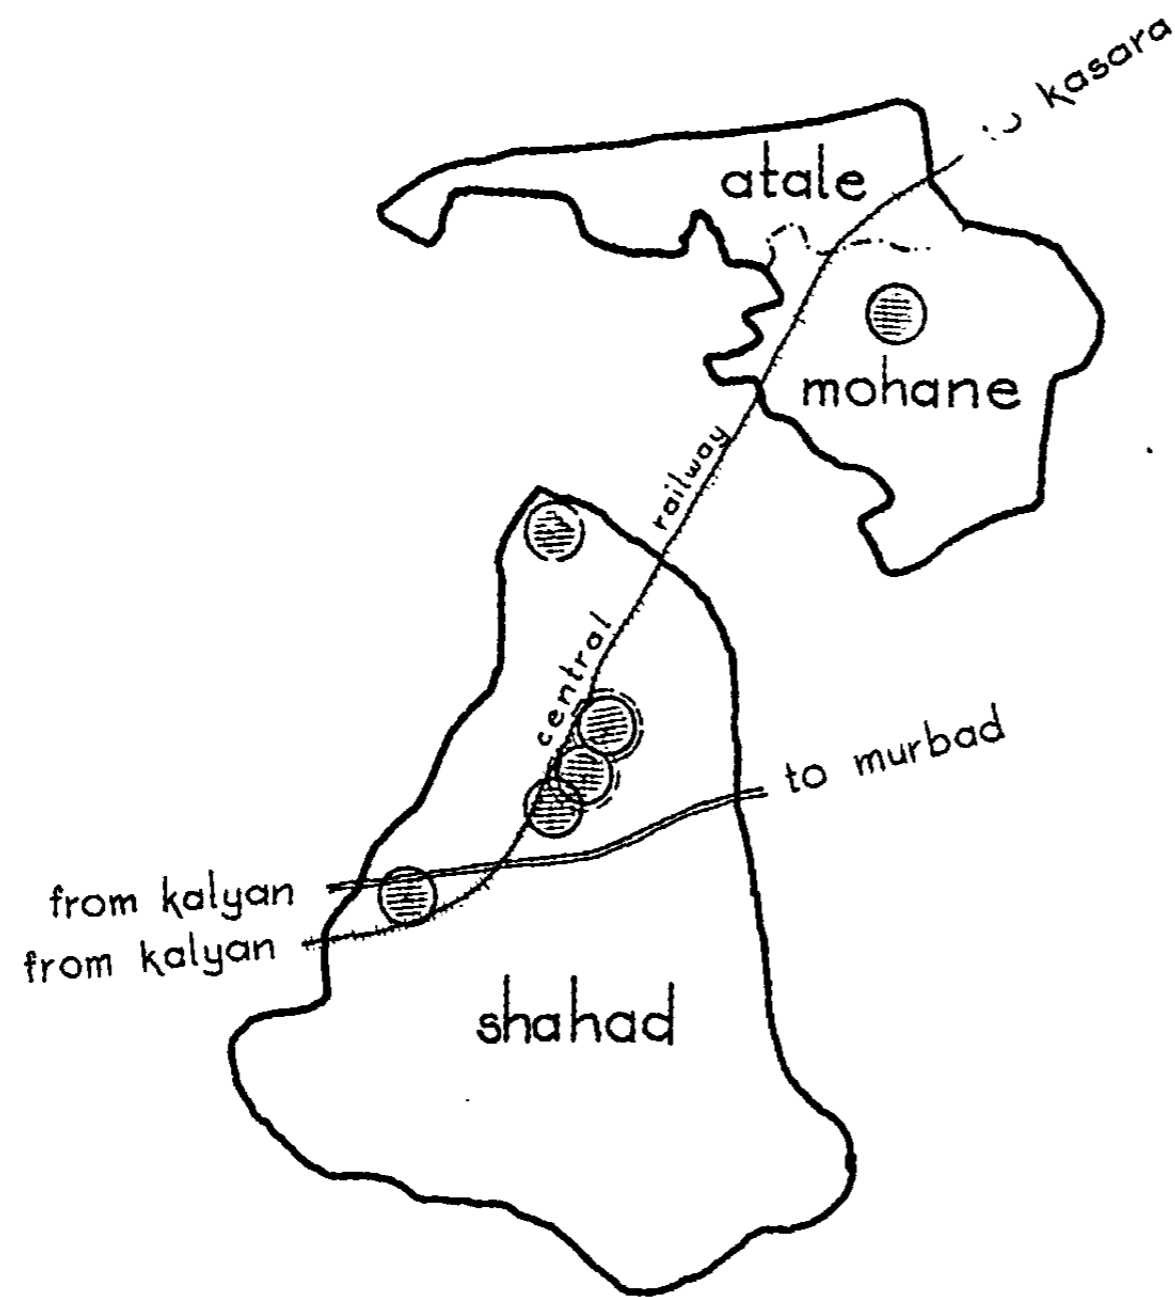 kasara
atale
mohane
railway
central
to murbad
from kalyan
from kalyan
shahad